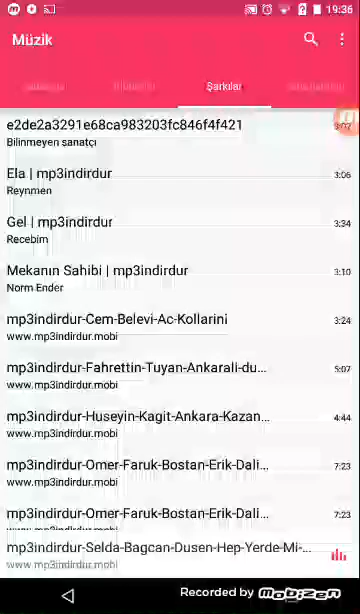 19:36
Müzik
Şarkılar
e2de2a3291e68ca983203fc846f4f421
Bilinmeyen sanatçı
Ela | mp3indirdur
3:06
Reynmen
Gel | mp3indirdur
3:34
Recebim
Mekanın Sahibi | mp3indirdur
3:10
Norm Ender
mp3indirdur-Cem-Belevi-Ac-Kollarini
3:24
www.mp3indirdur.mobi
mp3indirdur-Fahrettin-Tuyan-Ankarali-du...
5:07
www.mp3indirdur.mobi
mp3indirdur-Huseyin-Kagit-Ankara-Kazan...
4:44
www.mp3indirdur.mobi
mp3indirdur-Omer-Faruk-Bostan-Erik-Dali...
7:23
www.mp3indirdur.mobi
mp3indirdur-Omer-Faruk-Bostan-Erik-Dali...
7:23
www.mp3indirdur.mobi
mp3indirdur-Selda-Bagcan-Dusen-Hep-Yerde-Mi-...
www.mp3indirdur.mobi
Recorded by Mobizen